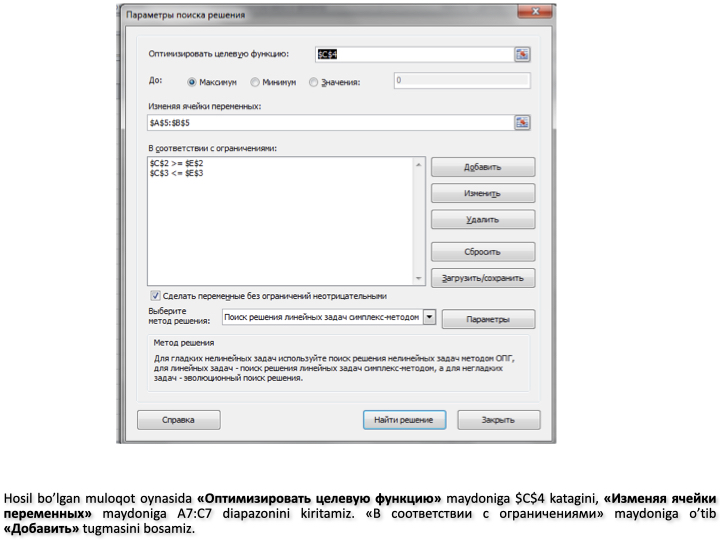 Параметры поиска решения
Оптимизировать целевую функцию: $C$4
До: Максимум Минимум Значения: 0
Изменяя ячейки переменных:
$A$5:$B$5
В соответствии с ограничениями:
$C$2 >= $E$2
$C$3 <= $E$3
Добавить
Изменить
Удалить
Сбросить
Загрузить/сохранить
Сделать переменные без ограничений неотрицательными
Выберите
метод решения: Поиск решения линейных задач симплекс-методом Параметры
Метод решения
Для гладких нелинейных задач используйте поиск решения нелинейных задач методом ОПГ,
для линейных задач - поиск решения линейных задач симплекс-методом, а для негладких
задач - эволюционный поиск решения.
Справка Найти решение Закрыть
Hosil bo’lgan muloqot oynasida «Оптимизировать целевую функцию» maydoniga $C$4 katagini, «Изменяя ячейки
переменных» maydoniga A7:C7 diapazonini kiritamiz. «В соответствии с ограничениями» maydoniga o’tib
«Добавить» tugmasini bosamiz.